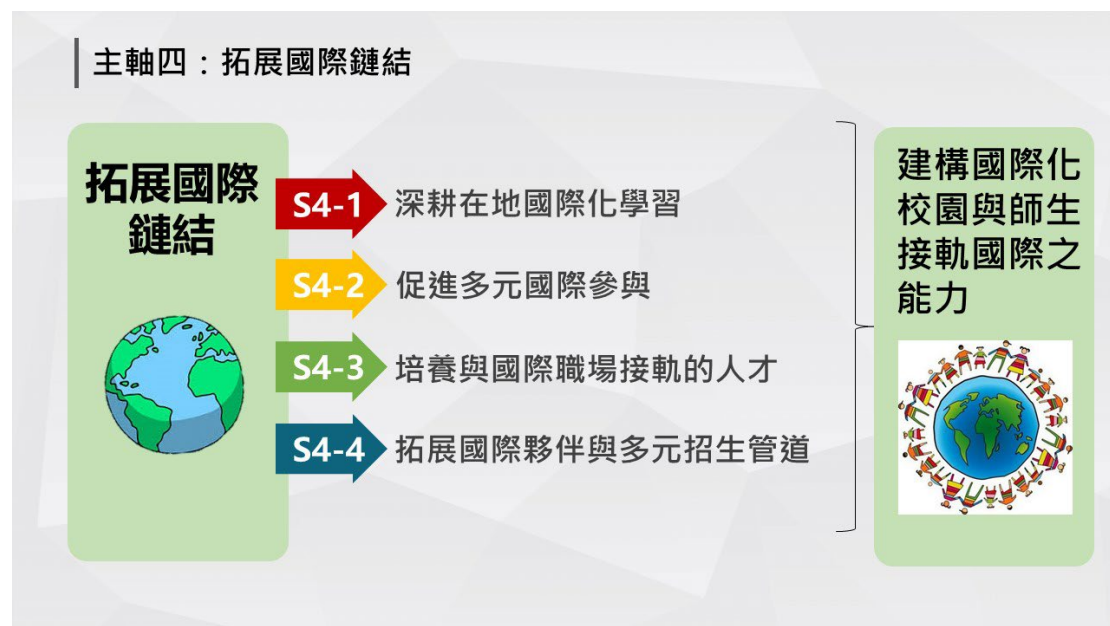 主軸四：拓展國際鏈結
拓展國際
鏈結
S4-1
深耕在地國際化學習
S4-2
促進多元國際參與
S4-3
培養與國際職場接軌的人才
S4-4
拓展國際夥伴與多元招生管道
建構國際化
校園與師生
接軌國際之
能力